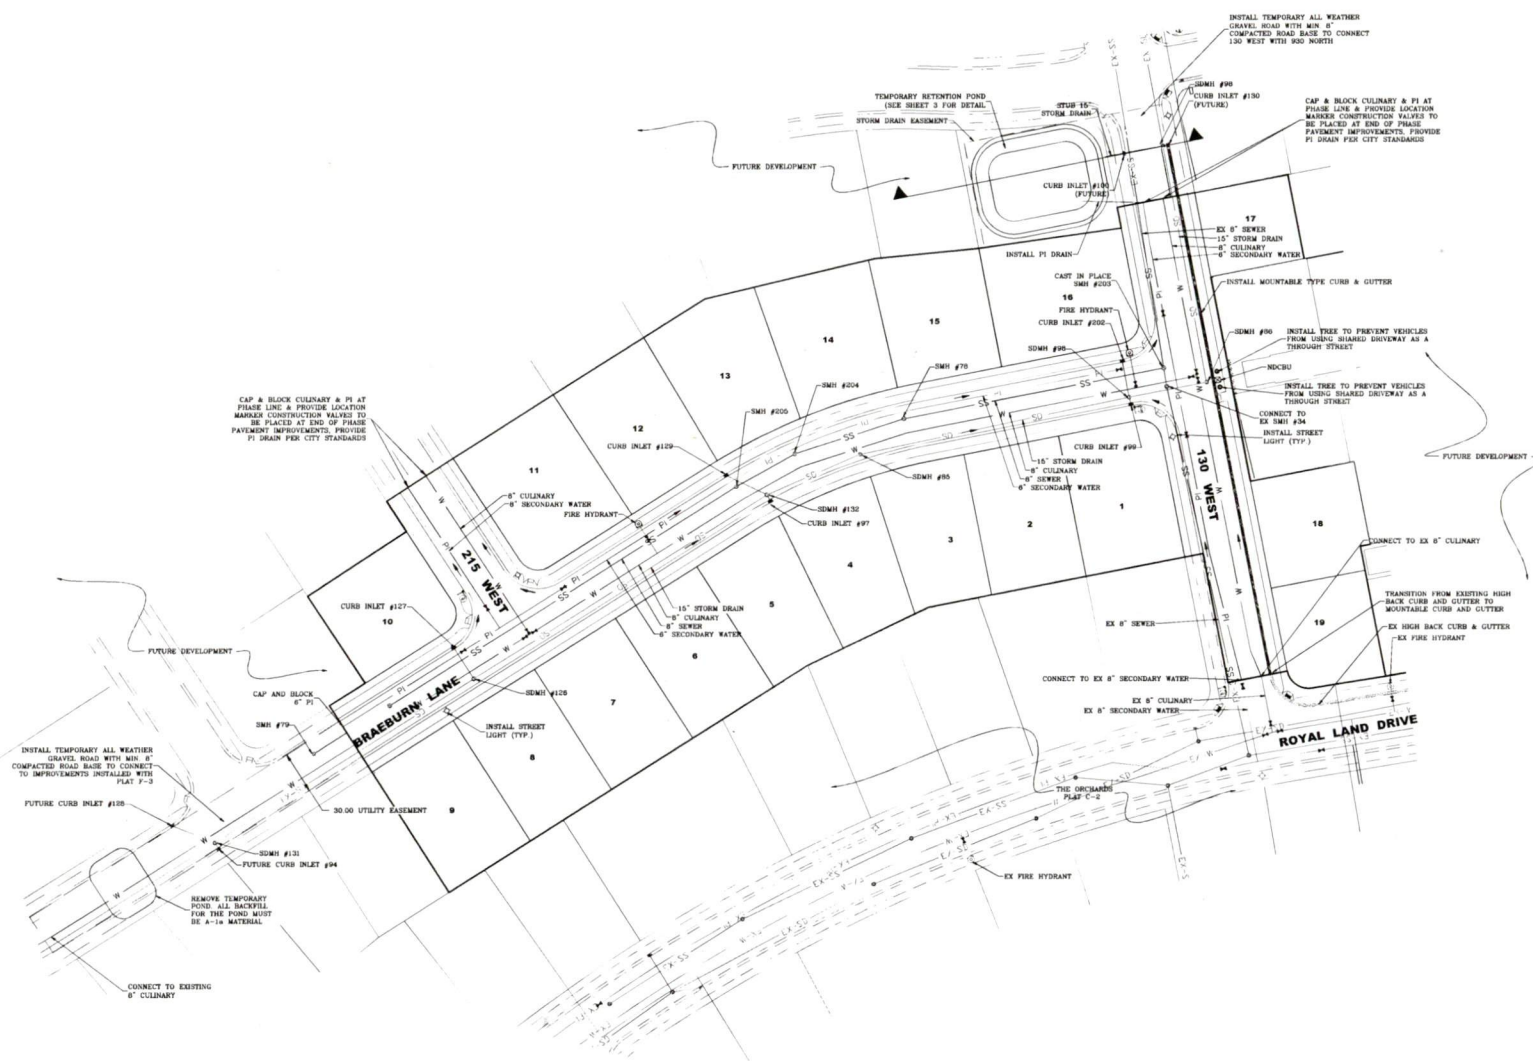 INSTALL TEMPORARY ALL WEATHER
GRAVEL ROAD WITH MIN. 8"
COMPACTED ROAD BASE TO CONNECT
130 WEST WITH 930 NORTH
SDMH #98
CURB INLET #130
(FUTURE)
TEMPORARY RETENTION POND
(SEE SHEET 3 FOR DETAIL
STORM DRAIN EASEMENT
STUB 15"
STORM DRAIN
CAP & BLOCK CULINARY & PI AT
PHASE LINE & PROVIDE LOCATION
MARKER CONSTRUCTION VALVES TO
BE PLACED AT END OF PHASE
PAVEMENT IMPROVEMENTS, PROVIDE
PI DRAIN PER CITY STANDARDS
FUTURE DEVELOPMENT
CURB INLET #100
(FUTURE)
17
EX 8" SEWER
15" STORM DRAIN
8" CULINARY
6" SECONDARY WATER
INSTALL PI DRAIN
CAST IN PLACE
SMH #203
INSTALL MOUNTABLE TYPE CURB & GUTTER
16
FIRE HYDRANT
CURB INLET #202
SDMH #98
15
14
13
12
11
10
SDMH #86
INSTALL TREE TO PREVENT VEHICLES
FROM USING SHARED DRIVEWAY AS A
THROUGH STREET
NDCBU
INSTALL TREE TO PREVENT VEHICLES
FROM USING SHARED DRIVEWAY AS A
THROUGH STREET
CONNECT TO
EX SMH #34
INSTALL STREET
LIGHT (TYP.)
SMH #78
SMH #204
SMH #205
CAP & BLOCK CULINARY & PI AT
PHASE LINE & PROVIDE LOCATION
MARKER CONSTRUCTION VALVES TO
BE PLACED AT END OF PHASE
PAVEMENT IMPROVEMENTS, PROVIDE
PI DRAIN PER CITY STANDARDS
CURB INLET #129
CURB INLET #99
15" STORM DRAIN
8" CULINARY
8" SEWER
6" SECONDARY WATER
FUTURE DEVELOPMENT
130 WEST
8" CULINARY
6" SECONDARY WATER
FIRE HYDRANT
SDMH #85
SDMH #132
CURB INLET #97
1
2
3
4
5
6
7
8
9
18
CONNECT TO EX 8" CULINARY
215 WEST
CURB INLET #127
15" STORM DRAIN
8" CULINARY
8" SEWER
6" SECONDARY WATER
TRANSITION FROM EXISTING HIGH
BACK CURB AND GUTTER TO
MOUNTABLE CURB AND GUTTER
19
EX HIGH BACK CURB & GUTTER
EX FIRE HYDRANT
EX 8" SEWER
FUTURE DEVELOPMENT
CAP AND BLOCK
6" PI
SMH #79
BRAEBURN LANE
SDMH #126
INSTALL STREET
LIGHT (TYP.)
CONNECT TO EX 8" SECONDARY WATER
EX 8" CULINARY
EX 8" SECONDARY WATER
ROYAL LAND DRIVE
INSTALL TEMPORARY ALL WEATHER
GRAVEL ROAD WITH MIN. 8"
COMPACTED ROAD BASE TO CONNECT
TO IMPROVEMENTS INSTALLED WITH
PLAT F-3
FUTURE CURB INLET #128
30.00 UTILITY EASEMENT
THE ORCHARDS
PLAT C-2
SDMH #131
FUTURE CURB INLET #94
EX FIRE HYDRANT
REMOVE TEMPORARY
POND. ALL BACKFILL
FOR THE POND MUST
BE A-1a MATERIAL
CONNECT TO EXISTING
8" CULINARY